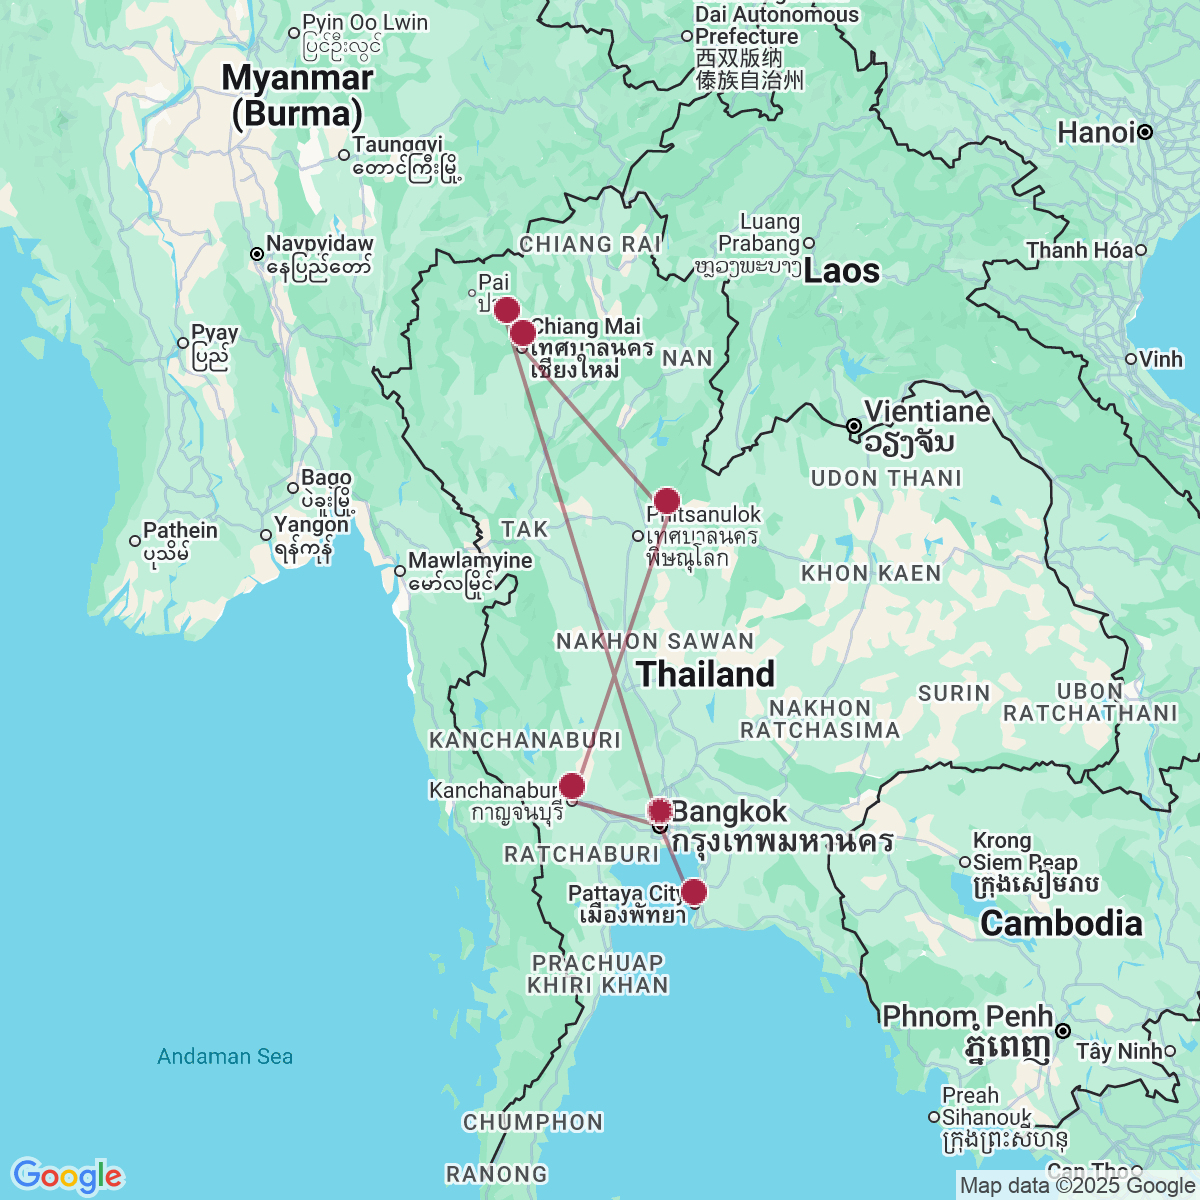 Pyin Oo Lwin
ပြင်ဦးလွင်
Myanmar
(Burma)
Dai Autonomous
Prefecture
西双版纳
傣族自治州
Hanoi
Taunggyi
တောင်ကြီးမြို့
Naypyidaw
နေပြည်တော်
CHIANG RAI
Luang
Prabang
ຫຼວງພະບາງ
Laos
Thanh Hóa
Pai
Pyay
ပြည်
Chiang Mai
เทศบาลนคร
เชียงใหม่
NAN
Vinh
Vientiane
ວຽງຈັນ
UDON THANI
Bago
ပဲခူးမြို့
Yangon
ရန်ကုန်
Pathein
ပုသိမ်
TAK
Phitsanulok
เทศบาลนคร
พิษณุโลก
Mawlamyine
မော်လမြိုင်
KHON KAEN
NAKHON SAWAN
Thailand
SURIN
UBON
RATCHATHANI
NAKHON
RATCHASIMA
KANCHANABURI
Kanchanaburi
กาญจนบุรี
Bangkok
กรุงเทพมหานคร
RATCHABURI
Pattaya City
เมืองพัทยา
Krong
Siem Reap
ក្រុងសៀមរាប
Cambodia
PRACHUAP
KHIRI KHAN
Phnom Penh
ភ្នំពេញ
Tây Ninh
Andaman Sea
Preah
Sihanouk
ក្រុងព្រះសីហនុ
CHUMPHON
RANONG
Can Tho
Google
Map data ©2025 Google